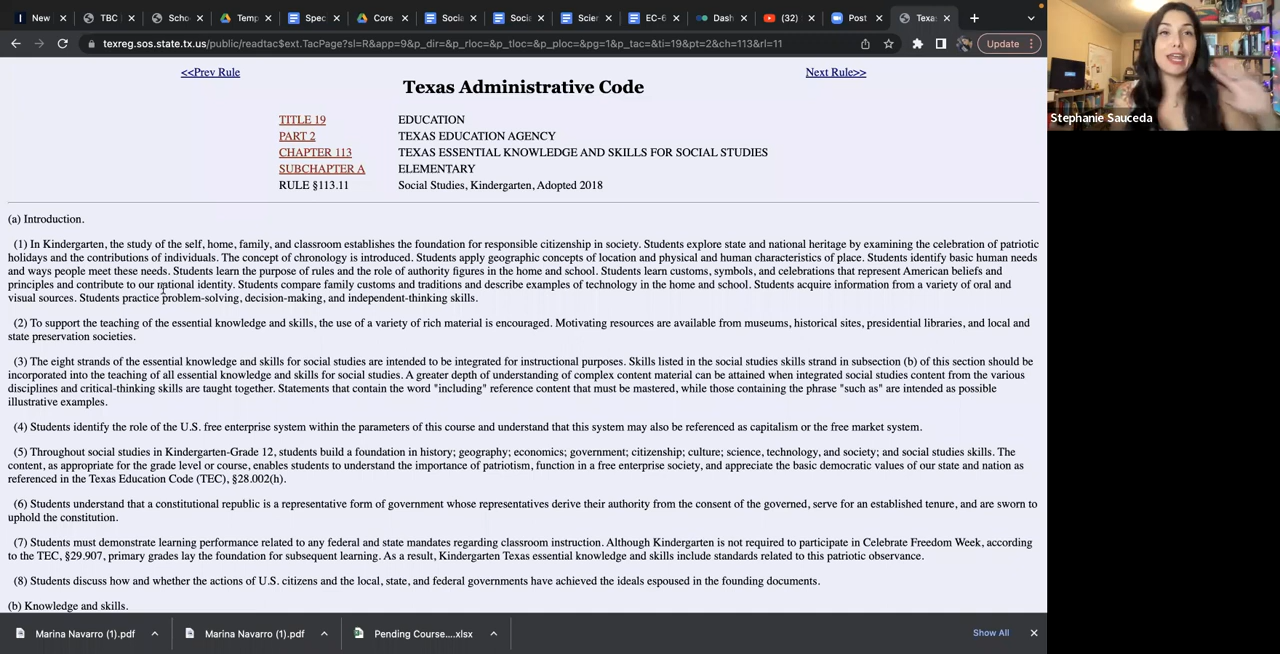 New
TBC
Scho
Temp
Spec
Core
Socia
Socia
Scien
EC-6
Dash
(32)
Post
Texa
texreg.sos.state.tx.us/public/readtac$ext.TacPage?sl=R&app=9&p_dir=&p_rloc=&p_tloc=&p_ploc=&pg=1&p_tac=&ti=19&pt=2&ch=113&rl=11
Update
<<Prev Rule
Next Rule>>
Texas Administrative Code
TITLE 19 EDUCATION
PART 2 TEXAS EDUCATION AGENCY
CHAPTER 113 TEXAS ESSENTIAL KNOWLEDGE AND SKILLS FOR SOCIAL STUDIES
SUBCHAPTER A ELEMENTARY
RULE §113.11 Social Studies, Kindergarten, Adopted 2018
Stephanie Sauceda
(a) Introduction.
(1) In Kindergarten, the study of the self, home, family, and classroom establishes the foundation for responsible citizenship in society. Students explore state and national heritage by examining the celebration of patriotic
holidays and the contributions of individuals. The concept of chronology is introduced. Students apply geographic concepts of location and physical and human characteristics of place. Students identify basic human needs
and ways people meet these needs. Students learn the purpose of rules and the role of authority figures in the home and school. Students learn customs, symbols, and celebrations that represent American beliefs and
principles and contribute to our national identity. Students compare family customs and traditions and describe examples of technology in the home and school. Students acquire information from a variety of oral and
visual sources. Students practice problem-solving, decision-making, and independent-thinking skills.
(2) To support the teaching of the essential knowledge and skills, the use of a variety of rich material is encouraged. Motivating resources are available from museums, historical sites, presidential libraries, and local and
state preservation societies.
(3) The eight strands of the essential knowledge and skills for social studies are intended to be integrated for instructional purposes. Skills listed in the social studies skills strand in subsection (b) of this section should be
incorporated into the teaching of all essential knowledge and skills for social studies. A greater depth of understanding of complex content material can be attained when integrated social studies content from the various
disciplines and critical-thinking skills are taught together. Statements that contain the word "including" reference content that must be mastered, while those containing the phrase "such as" are intended as possible
illustrative examples.
(4) Students identify the role of the U.S. free enterprise system within the parameters of this course and understand that this system may also be referenced as capitalism or the free market system.
(5) Throughout social studies in Kindergarten-Grade 12, students build a foundation in history; geography; economics; government; citizenship; culture; science, technology, and society; and social studies skills. The
content, as appropriate for the grade level or course, enables students to understand the importance of patriotism, function in a free enterprise society, and appreciate the basic democratic values of our state and nation as
referenced in the Texas Education Code (TEC), §28.002(h).
(6) Students understand that a constitutional republic is a representative form of government whose representatives derive their authority from the consent of the governed, serve for an established tenure, and are sworn to
uphold the constitution.
(7) Students must demonstrate learning performance related to any federal and state mandates regarding classroom instruction. Although Kindergarten is not required to participate in Celebrate Freedom Week, according
to the TEC, §29.907, primary grades lay the foundation for subsequent learning. As a result, Kindergarten Texas essential knowledge and skills include standards related to this patriotic observance.
(8) Students discuss how and whether the actions of U.S. citizens and the local, state, and federal governments have achieved the ideals espoused in the founding documents.
(b) Knowledge and skills.
Marina Navarro (1).pdf
Marina Navarro (1).pdf
Pending Course....xlsx
Show All